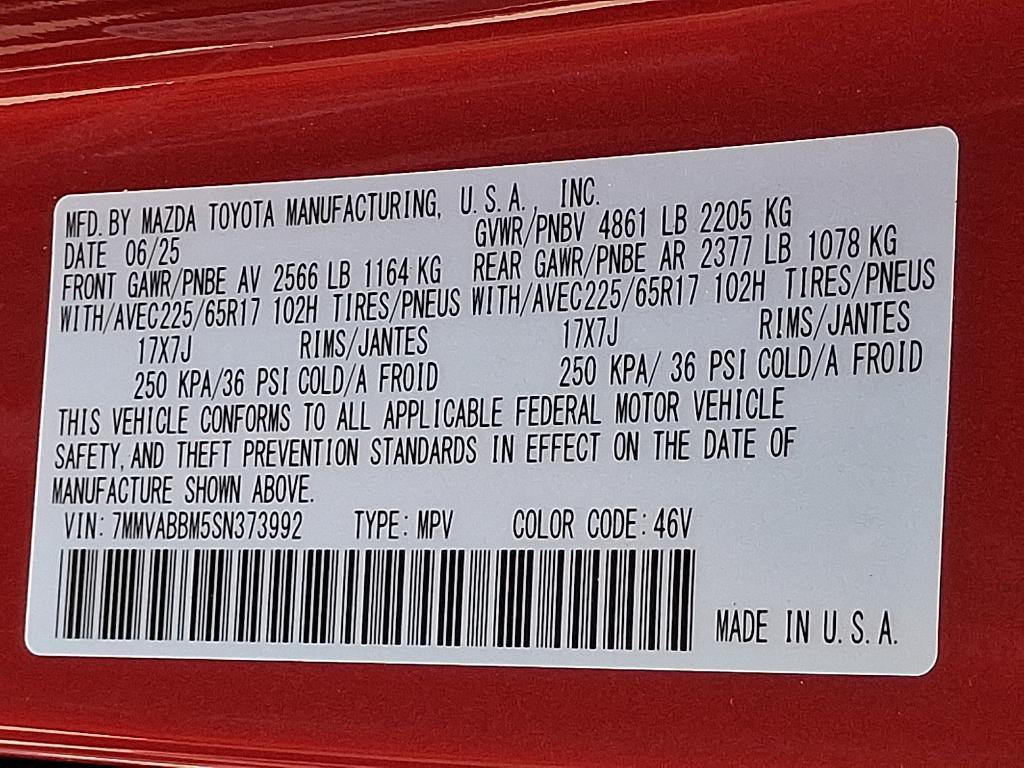 MFD. BY MAZDA TOYOTA MANUFACTURING, U.S.A., INC.
DATE 06/25 GVWR/PNBV 4861 LB 2205 KG
FRONT GAWR/PNBE AV 2566 LB 1164 KG REAR GAWR/PNBE AR 2377 LB 1078 KG
WITH/AVEC225/65R17 102H TIRES/PNEUS WITH/AVEC225/65R17 102H TIRES/PNEUS
17X7J RIMS/JANTES 17X7J RIMS/JANTES
250 KPA/36 PSI COLD/A FROID 250 KPA/ 36 PSI COLD/A FROID
THIS VEHICLE CONFORMS TO ALL APPLICABLE FEDERAL MOTOR VEHICLE
SAFETY, AND THEFT PREVENTION STANDARDS IN EFFECT ON THE DATE OF
MANUFACTURE SHOWN ABOVE.
VIN: 7MMVABBM5SN373992 TYPE: MPV COLOR CODE: 46V
MADE IN U.S.A.